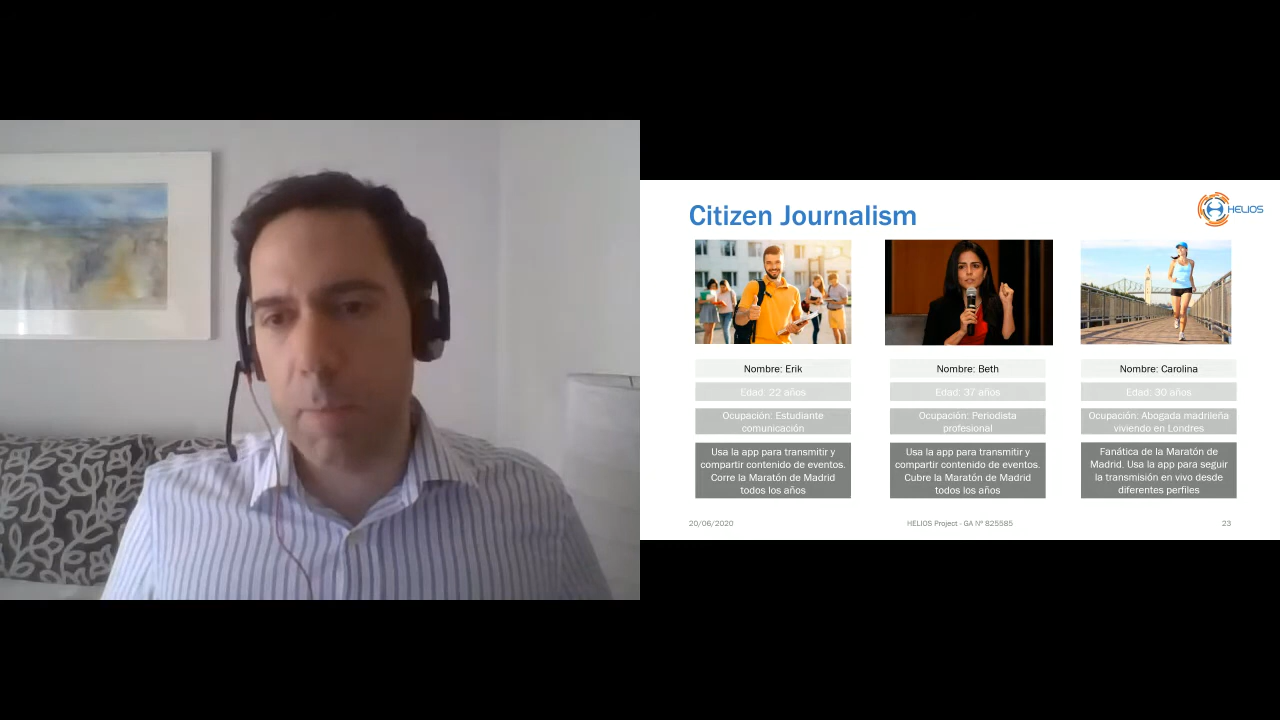 Citizen Journalism
HELIOS
Nombre: Erik
Edad: 22 años
Ocupación: Estudiante
comunicación
Usa la app para transmitir y
compartir contenido de eventos.
Corre la Maratón de Madrid
todos los años
Nombre: Beth
Edad: 37 años
Ocupación: Periodista
profesional
Usa la app para transmitir y
compartir contenido de eventos.
Cubre la Maratón de Madrid
todos los años
Nombre: Carolina
Edad: 30 años
Ocupación: Abogada madrileña
viviendo en Londres
Fanática de la Maratón de
Madrid. Usa la app para seguir
la transmisión en vivo desde
diferentes perfiles
20/06/2020
HELIOS Project - GA Nº 825585
23